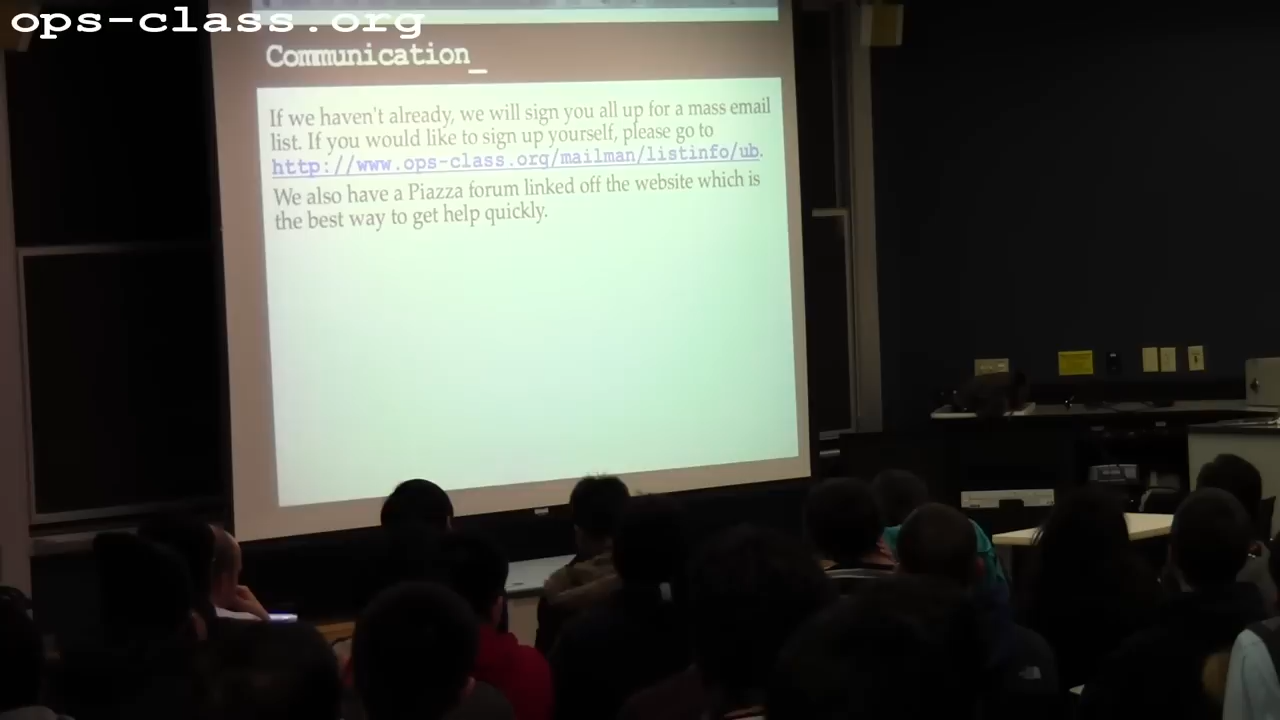 ops-class.org
Communication_
If we haven't already, we will sign you all up for a mass email
list. If you would like to sign up yourself, please go to
http://www.ops-class.org/mailman/listinfo/ub.
We also have a Piazza forum linked off the website which is
the best way to get help quickly.